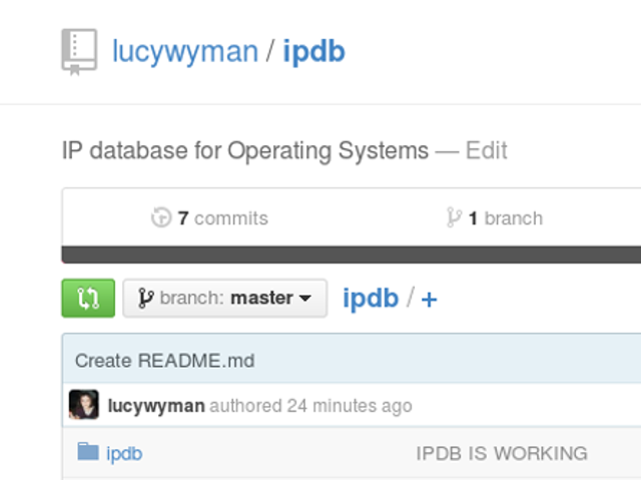 lucywyman / ipdb
IP database for Operating Systems — Edit
7 commits 1 branch
branch: master ipdb / +
Create README.md
lucywyman authored 24 minutes ago
ipdb IPDB IS WORKING